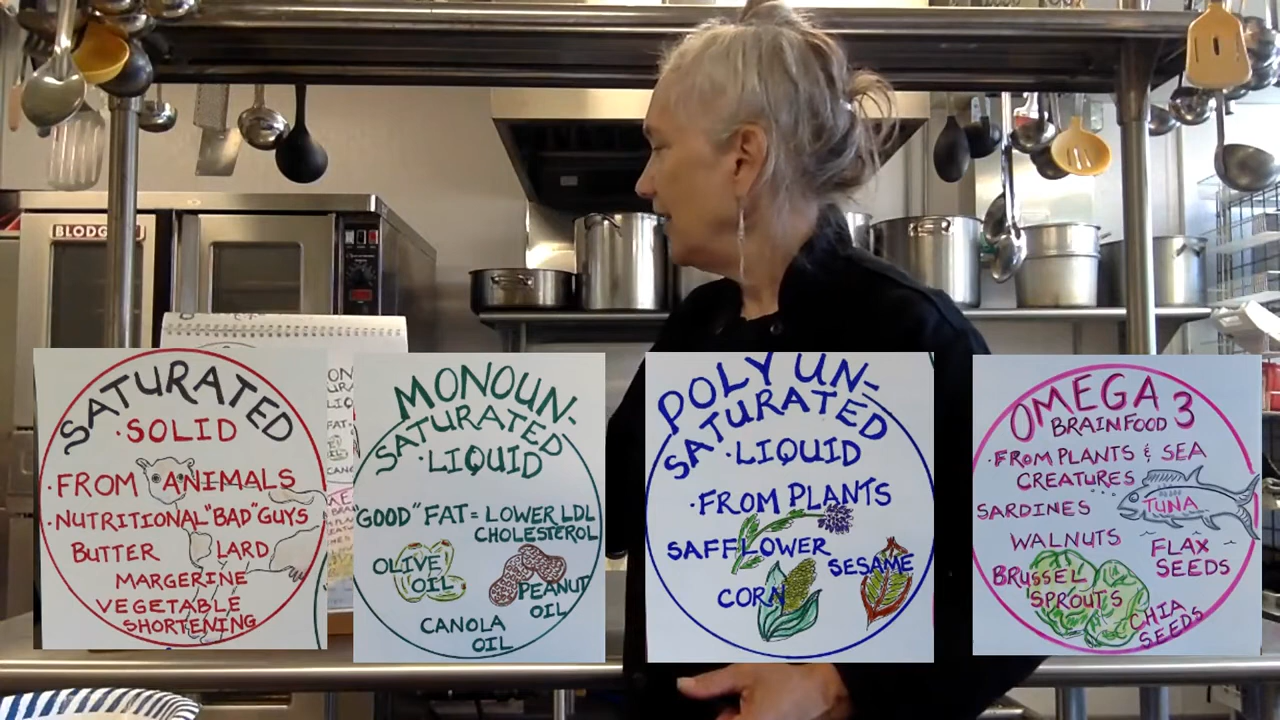 BLODG
SATURATED
·SOLID
·FROM ANIMALS
·NUTRITIONAL "BAD" GUYS
BUTTER LARD
MARGERINE
VEGETABLE
SHORTENING
MONOUN-
SATURATED
·LIQUID
GOOD" FAT = LOWER LDL
CHOLESTEROL
OLIVE
OIL
PEANUT
OIL
CANOLA
OIL
POLY UN-
SATURATED
·LIQUID
·FROM PLANTS
SAFFLOWER
SESAME
CORN
OMEGA 3
BRAINFOOD
·FROM PLANTS & SEA
CREATURES
SARDINES
TUNA
WALNUTS
FLAX
SEEDS
BRUSSEL
SPROUTS
CHIA
SEEDS